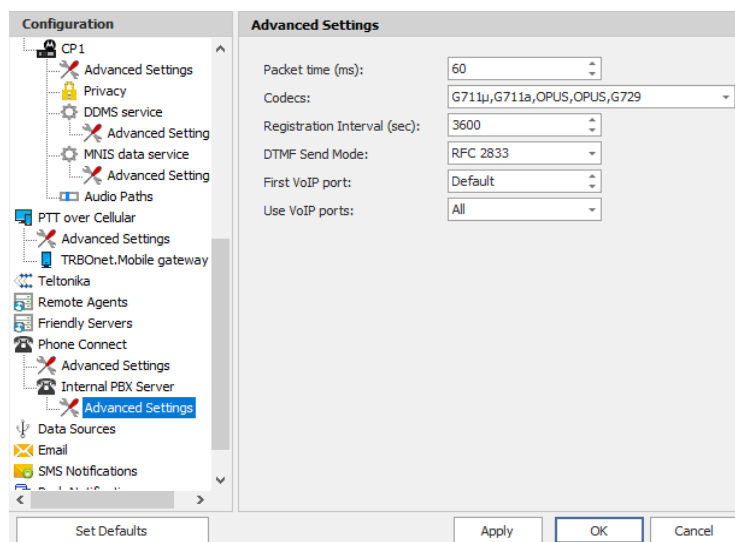 Configuration
CP1
Advanced Settings
Privacy
DDMS service
Advanced Setting
MNIS data service
Advanced Setting
Audio Paths
PTT over Cellular
Advanced Settings
TRBOnet.Mobile gateway
Teltonika
Remote Agents
Friendly Servers
Phone Connect
Advanced Settings
Internal PBX Server
Advanced Settings
Data Sources
Email
SMS Notifications
Advanced Settings
Packet time (ms): 60
Codecs: G711µ,G711a,OPUS,OPUS,G729
Registration Interval (sec): 3600
DTMF Send Mode: RFC 2833
First VoIP port: Default
Use VoIP ports: All
Set Defaults
Apply
OK
Cancel